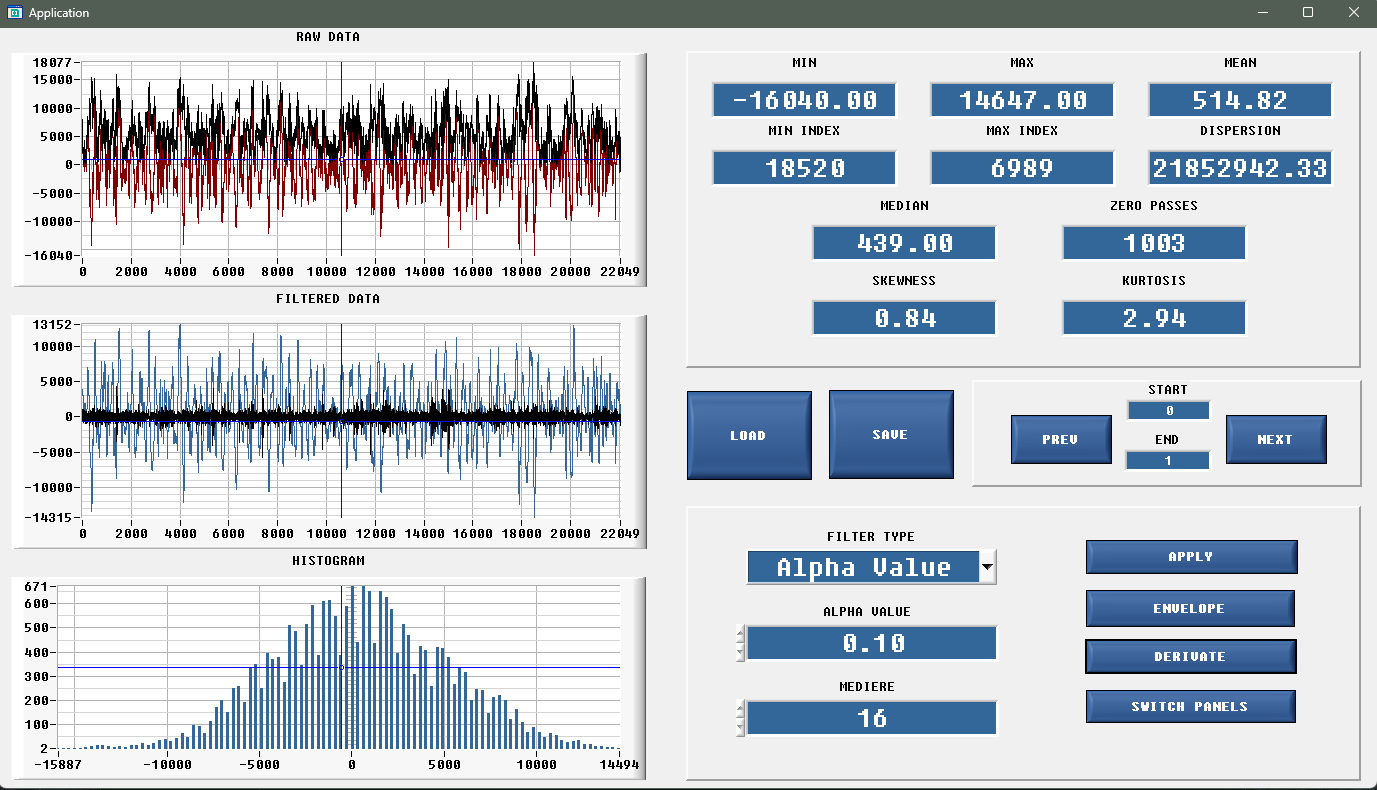 Application
RAW DATA
18077
15000
10000
5000
0
-5000
-10000
-16040
0 2000 4000 6000 8000 10000 12000 14000 16000 18000 20000 22049
FILTERED DATA
13152
10000
5000
0
-5000
-10000
-14315
0 2000 4000 6000 8000 10000 12000 14000 16000 18000 20000 22049
HISTOGRAM
671
600
500
400
300
200
100
2
-15887 -10000 -5000 0 5000 10000 14494
MIN MAX MEAN
-16040.00 14647.00 514.82
MIN INDEX MAX INDEX DISPERSION
18520 6989 21852942.33
MEDIAN ZERO PASSES
439.00 1003
SKEWNESS KURTOSIS
0.84 2.94
LOAD SAVE
START
0
PREV NEXT
END
1
FILTER TYPE
Alpha Value
ALPHA VALUE
0.10
MEDIERE
16
APPLY
ENVELOPE
DERIVATE
SWITCH PANELS